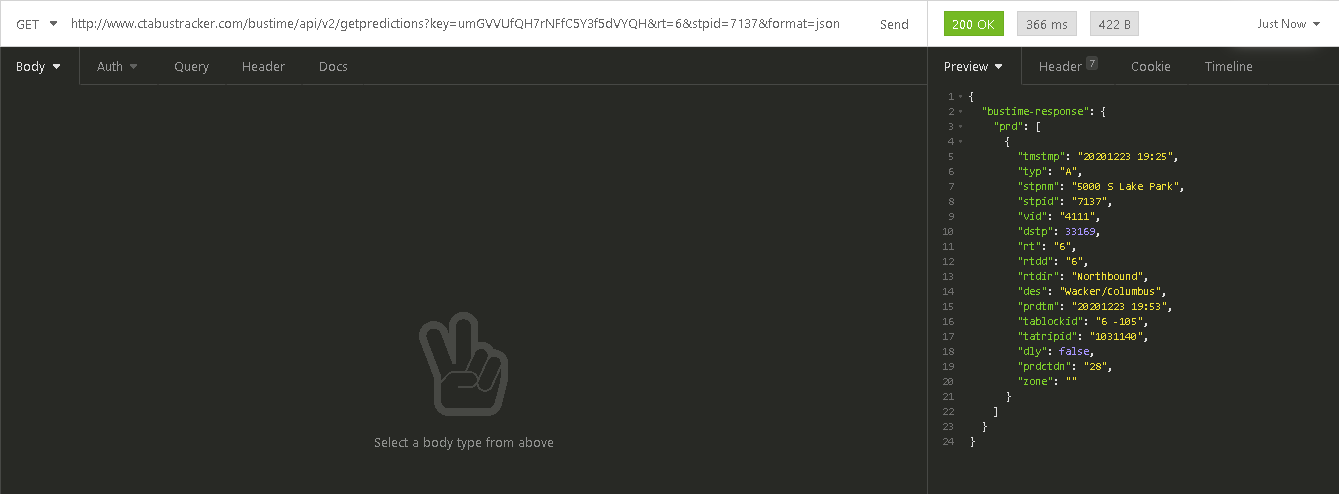 GET http://www.ctabustracker.com/bustime/api/v2/getpredictions?key=umGVVUfQH7rNFfC5Y3f5dVYQH&rt=6&stpid=7137&format=json Send 200 OK 366 ms 422 B Just Now
Body Auth Query Header Docs Preview Header 7 Cookie Timeline
1 {
2 "bustime-response": {
3 "prd": [
4 {
5 "tmstmp": "20201223 19:25",
6 "typ": "A",
7 "stpnm": "5000 S Lake Park",
8 "stpid": "7137",
9 "vid": "4111",
10 "dstp": 33169,
11 "rt": "6",
12 "rtdd": "6",
13 "rtdir": "Northbound",
14 "des": "Wacker/Columbus",
15 "prdtm": "20201223 19:53",
16 "tablockid": "6 -105",
17 "tatripid": "1031140",
18 "dly": false,
19 "prdctdn": "28",
20 "zone": ""
21 }
22 ]
23 }
24 }
Select a body type from above